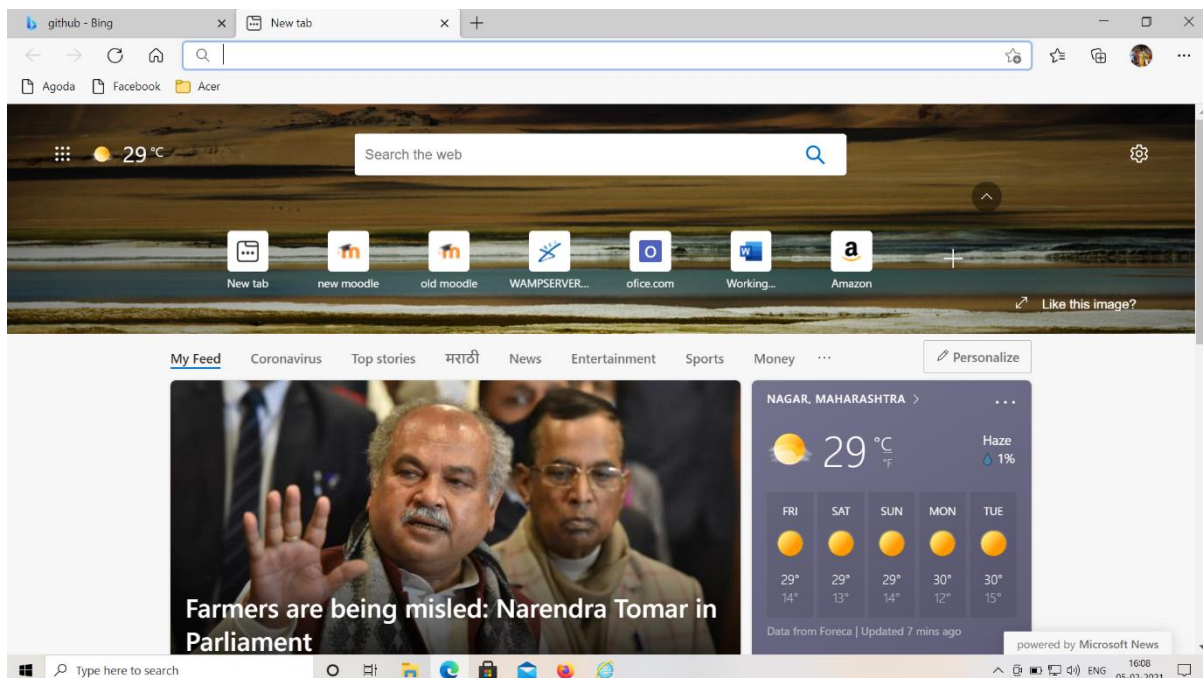 github - Bing
New tab
Agoda
Facebook
Acer
29 °C
Search the web
New tab
new moodle
old moodle
WAMPSERVER...
ofice.com
Working...
Amazon
Like this image?
My Feed
Coronavirus
Top stories
मराठी
News
Entertainment
Sports
Money
...
Personalize
Farmers are being misled: Narendra Tomar in
Parliament
NAGAR, MAHARASHTRA >
29 °C
°F
Haze
1%
FRI SAT SUN MON TUE
29° 29° 29° 30° 30°
14° 13° 14° 12° 15°
Data from Foreca | Updated 7 mins ago
powered by Microsoft News
Type here to search
ENG
16:08
05-02-2021